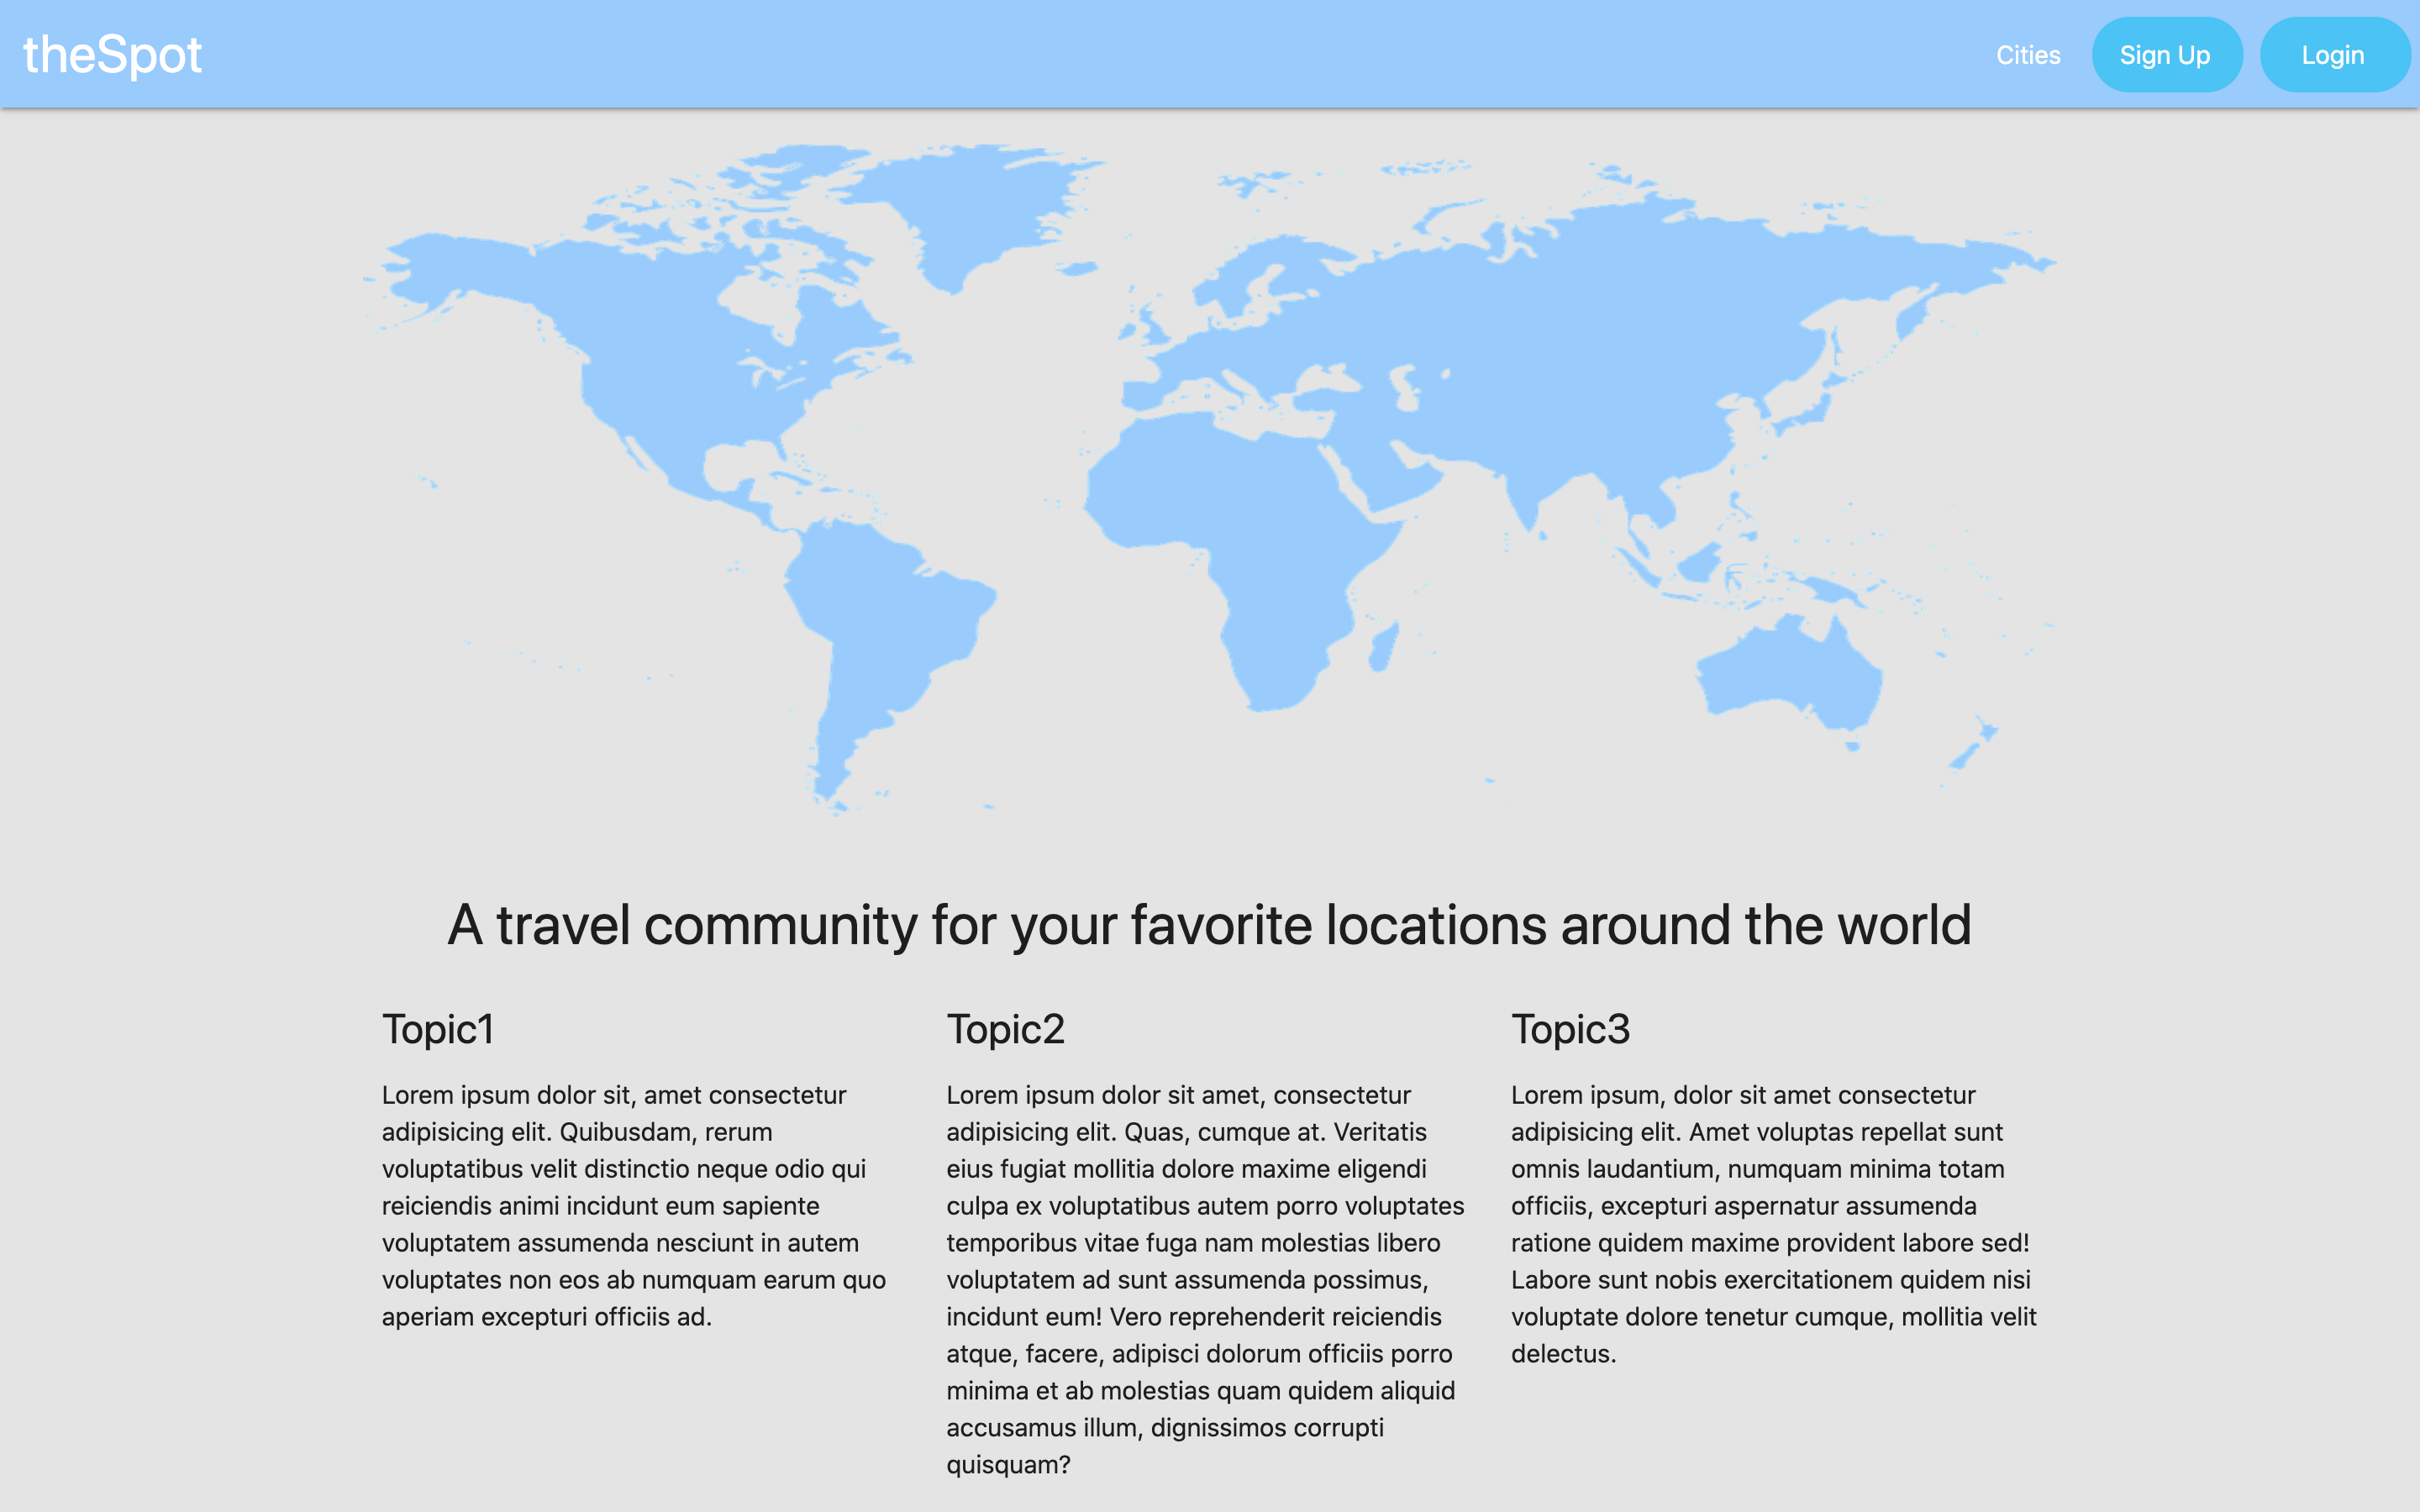 theSpot
Cities
Sign Up
Login
A travel community for your favorite locations around the world
Topic1
Lorem ipsum dolor sit, amet consectetur
adipisicing elit. Quibusdam, rerum
voluptatibus velit distinctio neque odio qui
reiciendis animi incidunt eum sapiente
voluptatem assumenda nesciunt in autem
voluptates non eos ab numquam earum quo
aperiam excepturi officiis ad.
Topic2
Lorem ipsum dolor sit amet, consectetur
adipisicing elit. Quas, cumque at. Veritatis
eius fugiat mollitia dolore maxime eligendi
culpa ex voluptatibus autem porro voluptates
temporibus vitae fuga nam molestias libero
voluptatem ad sunt assumenda possimus,
incidunt eum! Vero reprehenderit reiciendis
atque, facere, adipisci dolorum officiis porro
minima et ab molestias quam quidem aliquid
accusamus illum, dignissimos corrupti
quisquam?
Topic3
Lorem ipsum, dolor sit amet consectetur
adipisicing elit. Amet voluptas repellat sunt
omnis laudantium, numquam minima totam
officiis, excepturi aspernatur assumenda
ratione quidem maxime provident labore sed!
Labore sunt nobis exercitationem quidem nisi
voluptate dolore tenetur cumque, mollitia velit
delectus.